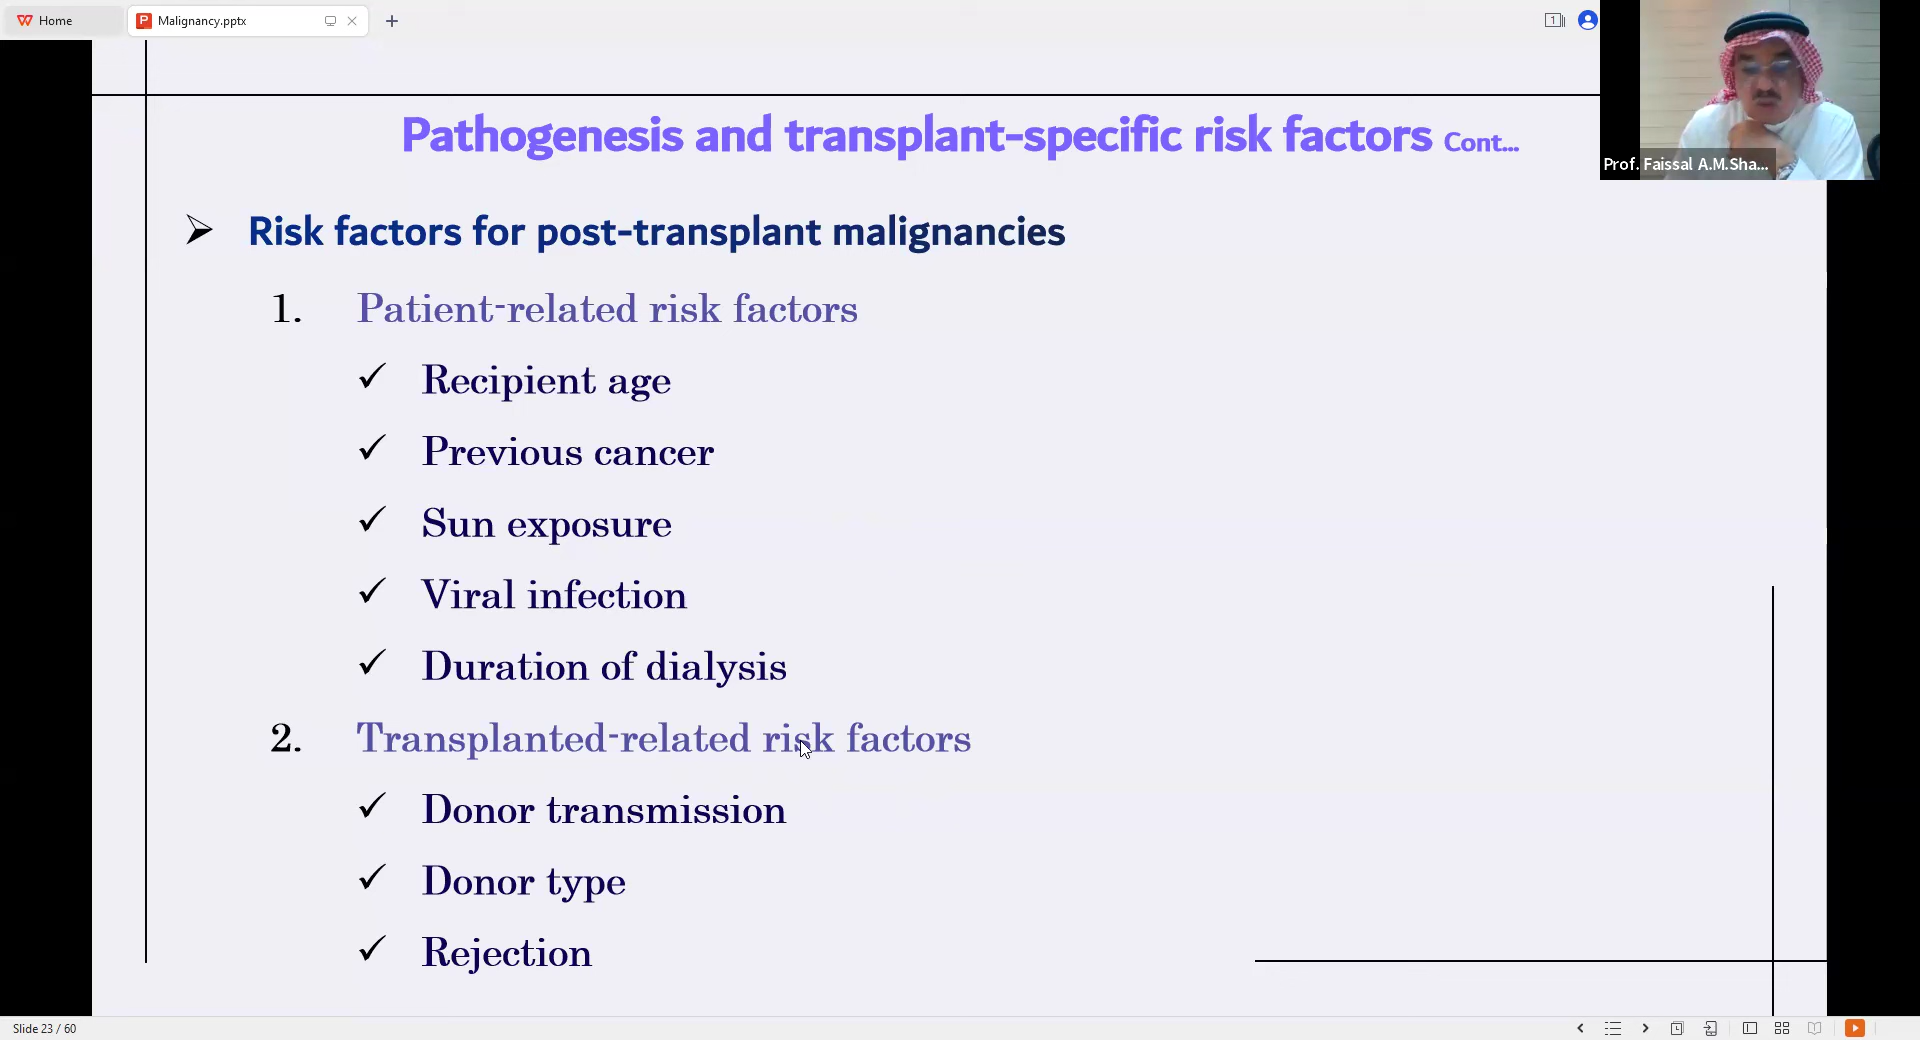 Home
Malignancy.pptx
1
Prof. Faissal A.M.Sha...
Pathogenesis and transplant-specific risk factors Cont...
➢ Risk factors for post-transplant malignancies
1. Patient-related risk factors
✓ Recipient age
✓ Previous cancer
✓ Sun exposure
✓ Viral infection
✓ Duration of dialysis
2. Transplanted-related risk factors
✓ Donor transmission
✓ Donor type
✓ Rejection
Slide 23 / 60